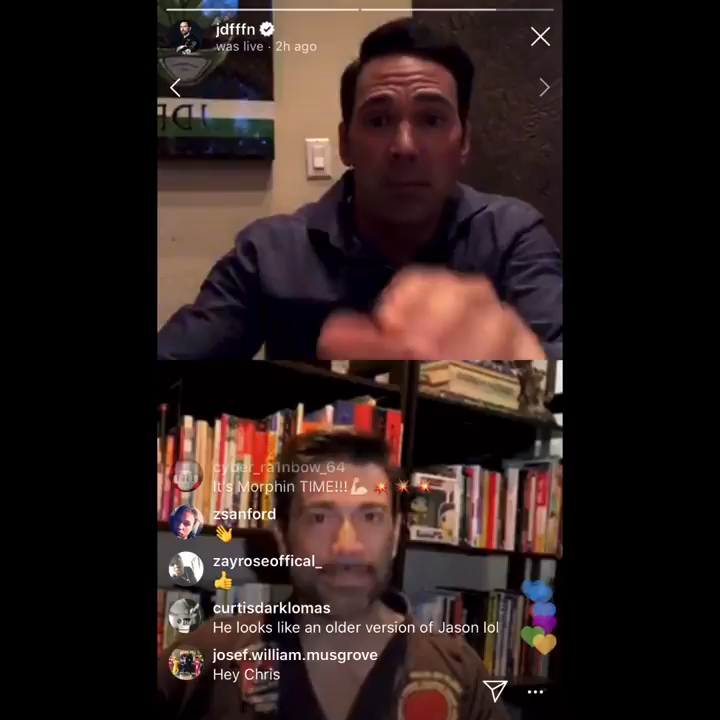 jdfffn
was live · 2h ago
cyber_ra1nbow_64
It's Morphin TIME!!!💪💥💥💥
zsanford
👋
zayroseoffical_
👍
curtisdarklomas
He looks like an older version of Jason lol
josef.william.musgrove
Hey Chris